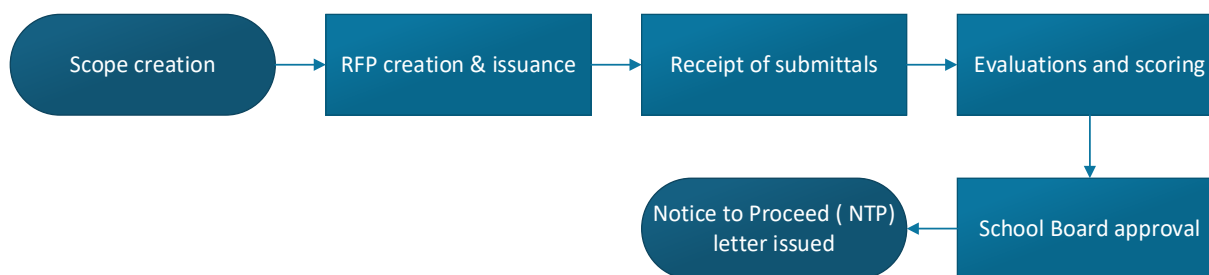 Scope creation
RFP creation & issuance
Receipt of submittals
Evaluations and scoring
School Board approval
Notice to Proceed ( NTP)
letter issued